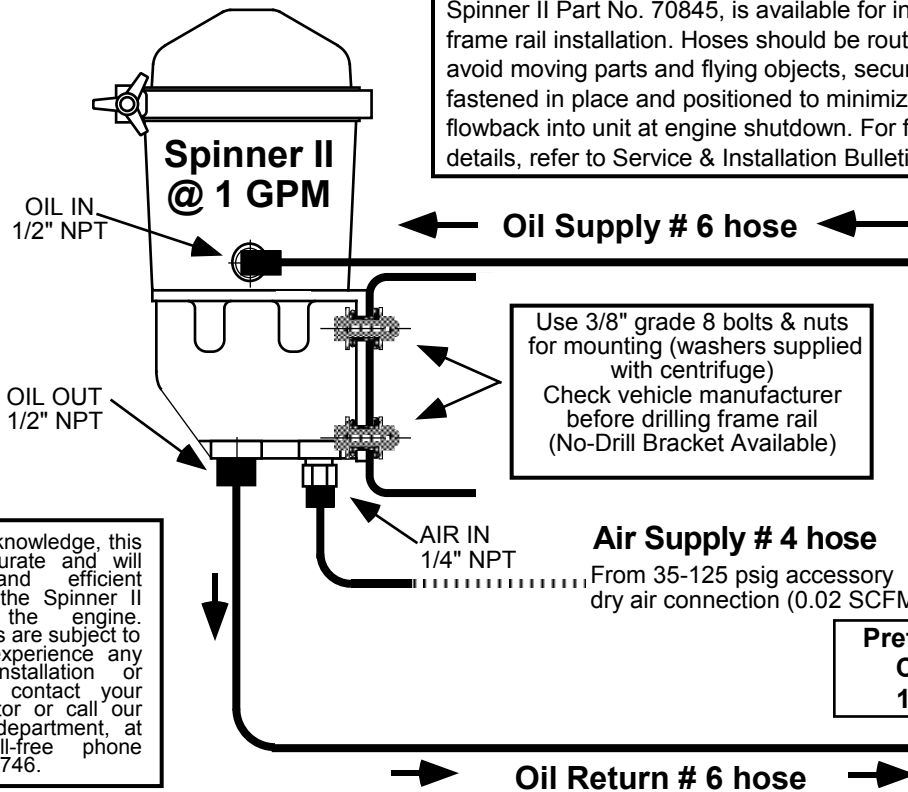 Spinner II Part No. 70845, is available for in
frame rail installation. Hoses should be rout
avoid moving parts and flying objects, secur
fastened in place and positioned to minimiz
flowback into unit at engine shutdown. For f
details, refer to Service & Installation Bulleti
Spinner II
@ 1 GPM
OIL IN
1/2" NPT
Oil Supply # 6 hose
Use 3/8" grade 8 bolts & nuts
for mounting (washers supplied
with centrifuge)
Check vehicle manufacturer
before drilling frame rail
(No-Drill Bracket Available)
OIL OUT
1/2" NPT
AIR IN
1/4" NPT
Air Supply # 4 hose
From 35-125 psig accessory
dry air connection (0.02 SCFM
knowledge, this
urate and will
and efficient
the Spinner II
the engine.
s are subject to
experience any
nstallation or
contact your
tor or call our
department, at
ll-free phone
746.
Pref
C
1
Oil Return # 6 hose